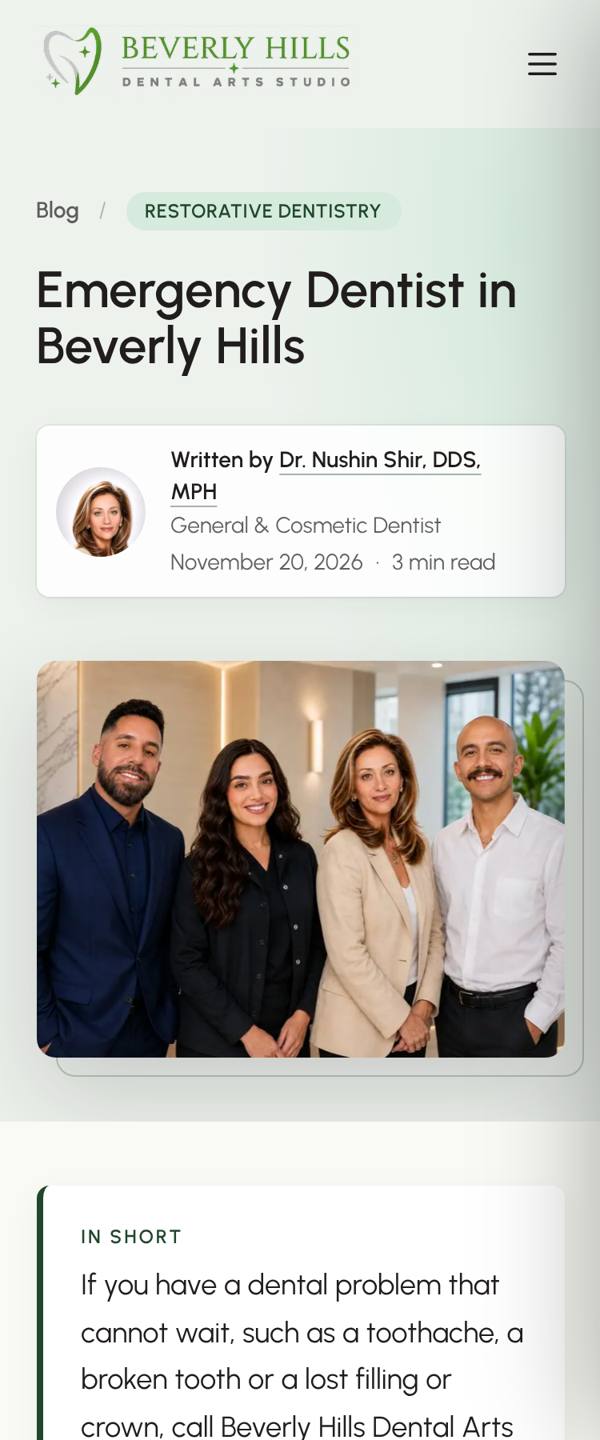 BEVERLY HILLS
DENTAL ARTS STUDIO
Blog / RESTORATIVE DENTISTRY
Emergency Dentist in
Beverly Hills
Written by Dr. Nushin Shir, DDS,
MPH
General & Cosmetic Dentist
November 20, 2026 · 3 min read
IN SHORT
If you have a dental problem that
cannot wait, such as a toothache, a
broken tooth or a lost filling or
crown, call Beverly Hills Dental Arts